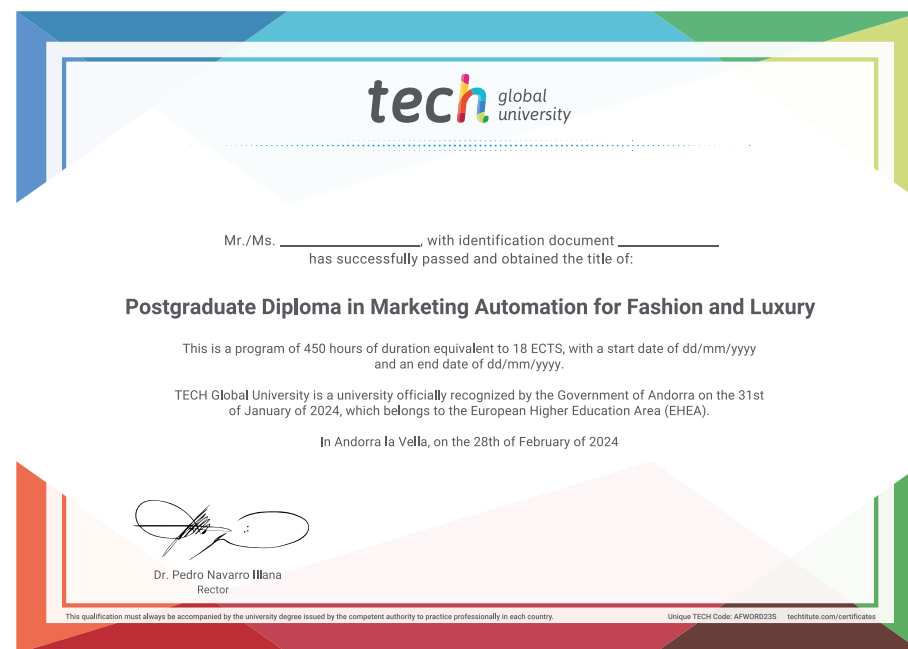 tech global
university
Mr./Ms. ____________, with identification document ____________
has successfully passed and obtained the title of:
Postgraduate Diploma in Marketing Automation for Fashion and Luxury
This is a program of 450 hours of duration equivalent to 18 ECTS, with a start date of dd/mm/yyyy
and an end date of dd/mm/yyyy.
TECH Global University is a university officially recognized by the Government of Andorra on the 31st
of January of 2024, which belongs to the European Higher Education Area (EHEA).
In Andorra la Vella, on the 28th of February of 2024
Dr. Pedro Navarro Illana
Rector
This qualification must always be accompanied by the university degree issued by the competent authority to practice professionally in each country.
Unique TECH Code: AFWORD23S techtitute.com/certificates